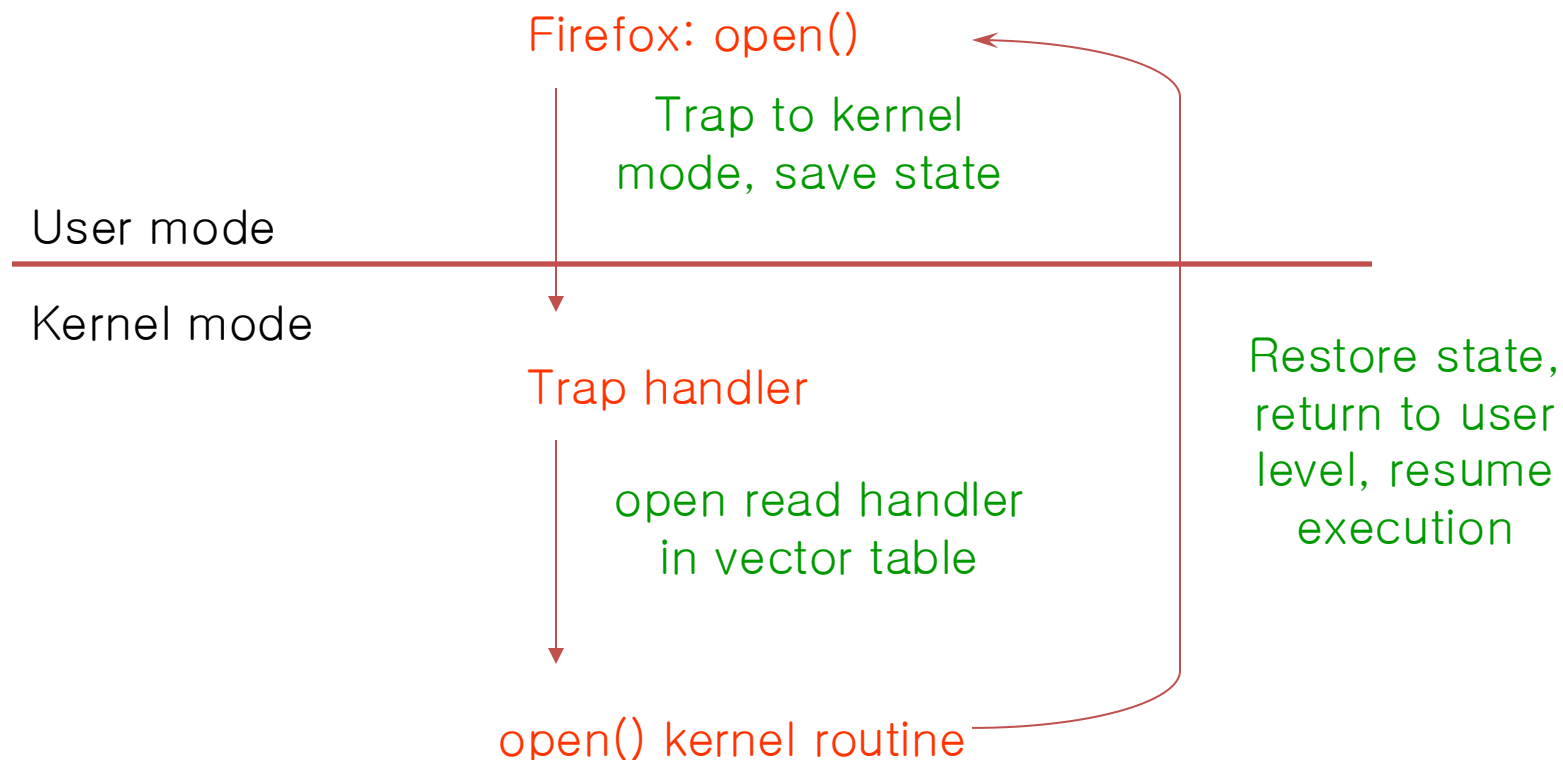 Firefox: open()
Trap to kernel
mode, save state
User mode
Kernel mode
Trap handler
open read handler
in vector table
open() kernel routine
Restore state,
return to user
level, resume
execution